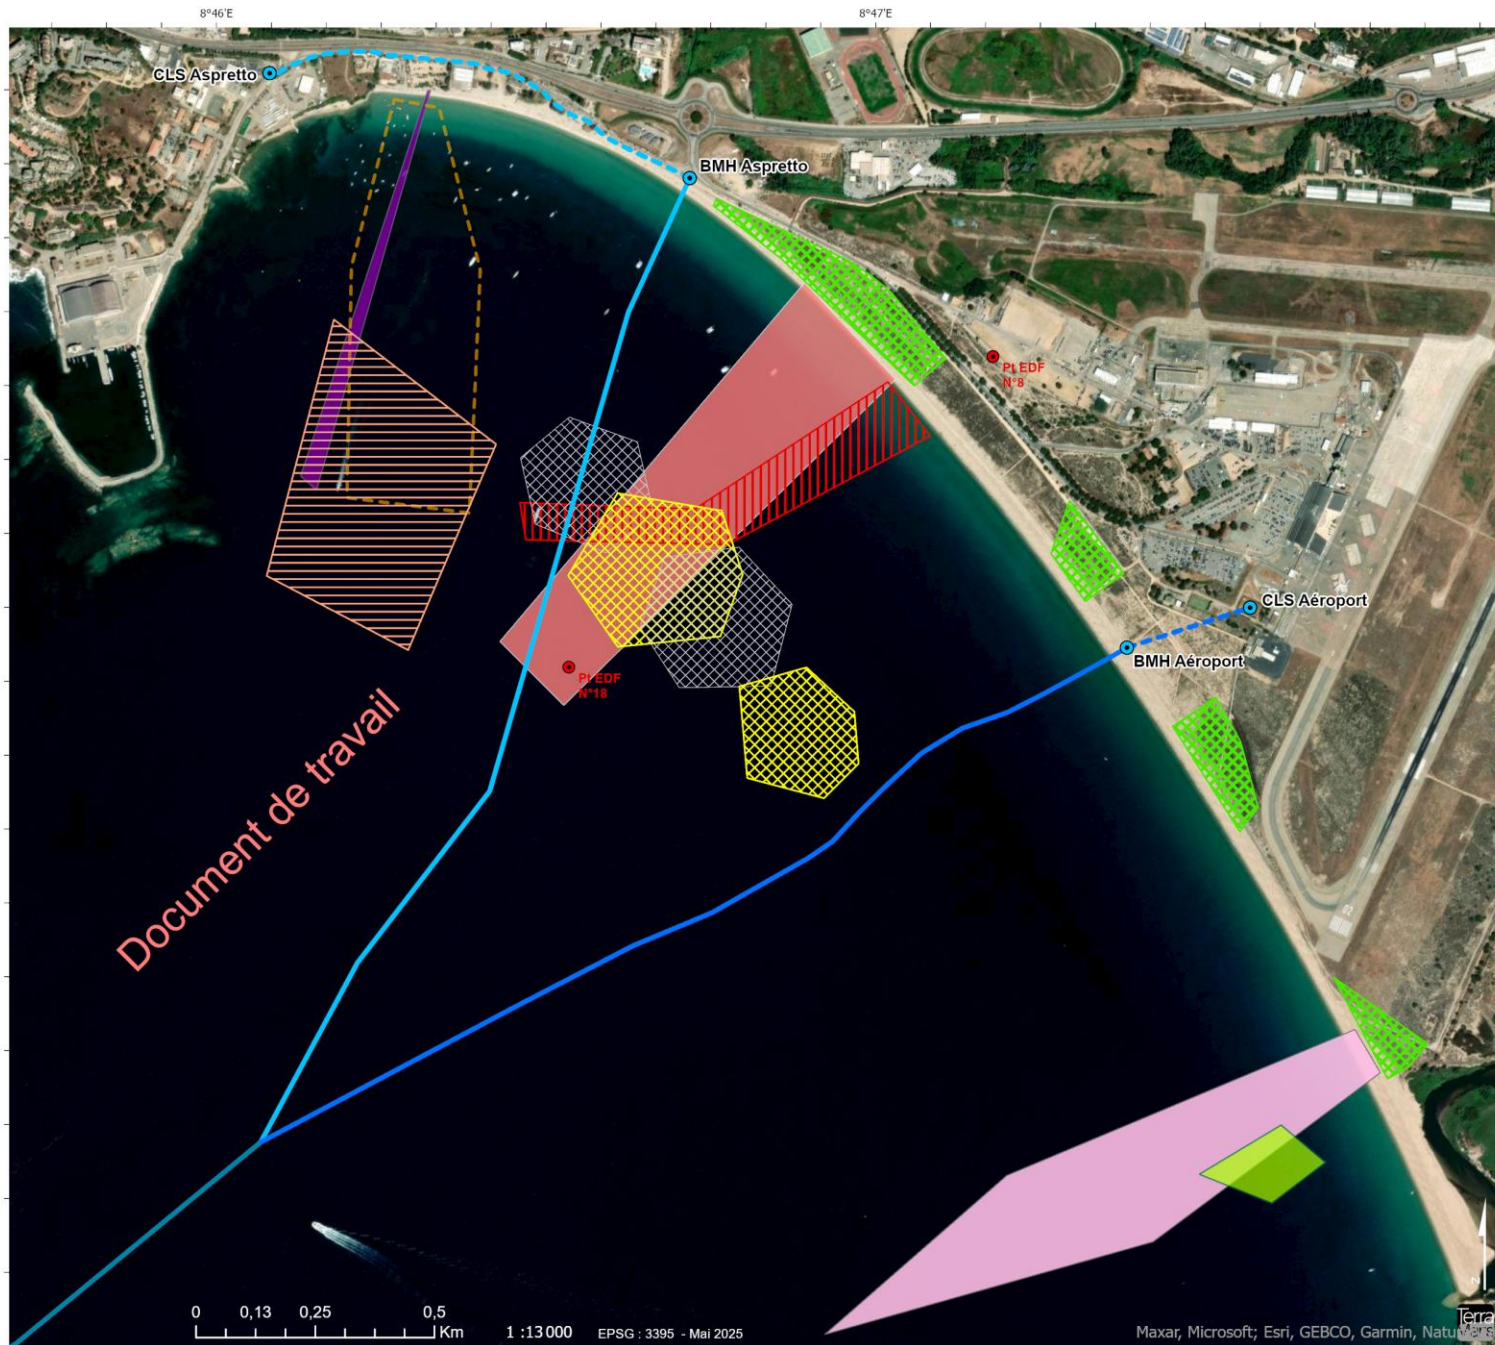 8°46'E
8°47'E
CLS Aspretto
BMH Aspretto
Pt EDF
N°8
CLS Aéroport
BMH Aéroport
Pt EDF
N°18
Document de travail
02
N
0 0,13 0,25 0,5
Km
1 :13 000
EPSG : 3395 - Mai 2025
Terra
Maxar, Microsoft; Esri, GEBCO, Garmin,